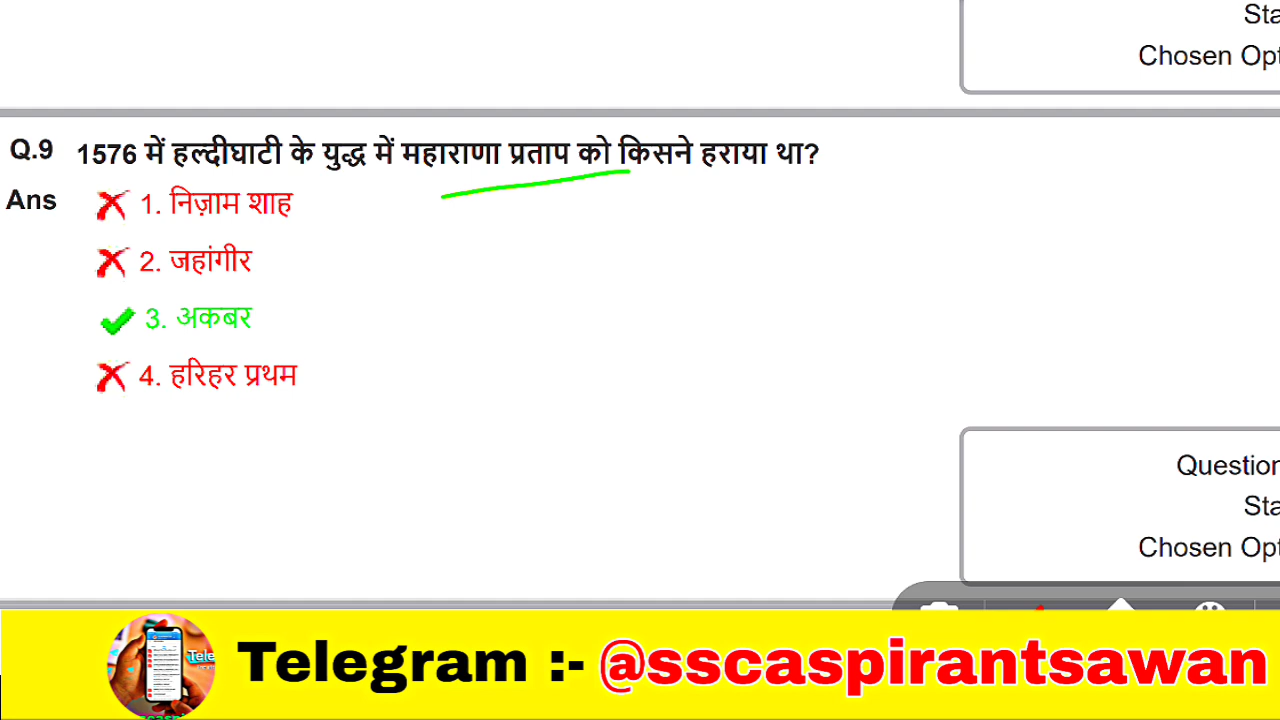 Sta
Chosen Opt
Q.9 1576 में हल्दीघाटी के युद्ध में महाराणा प्रताप को किसने हराया था?
Ans 1. निज़ाम शाह
2. जहांगीर
3. अकबर
4. हरिहर प्रथम
Question
Sta
Chosen Opt
Telegram :- @sscaspirantsawan